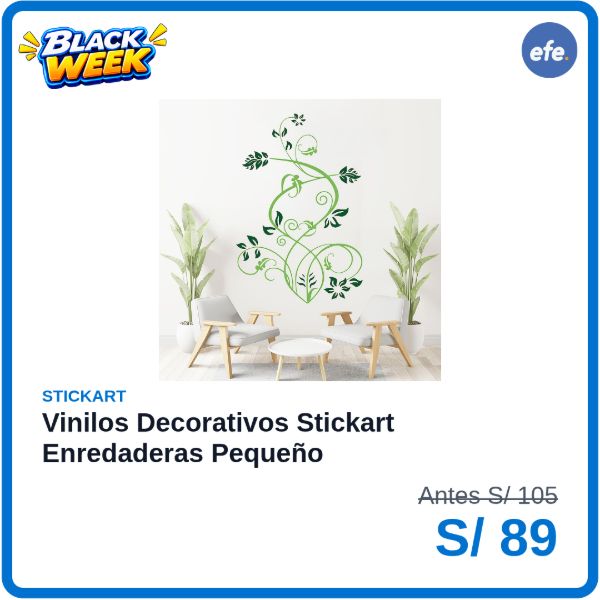 BLACK
WEEK
efe.
STICKART
Vinilos Decorativos Stickart
Enredaderas Pequeño
Antes S/ 105
S/ 89